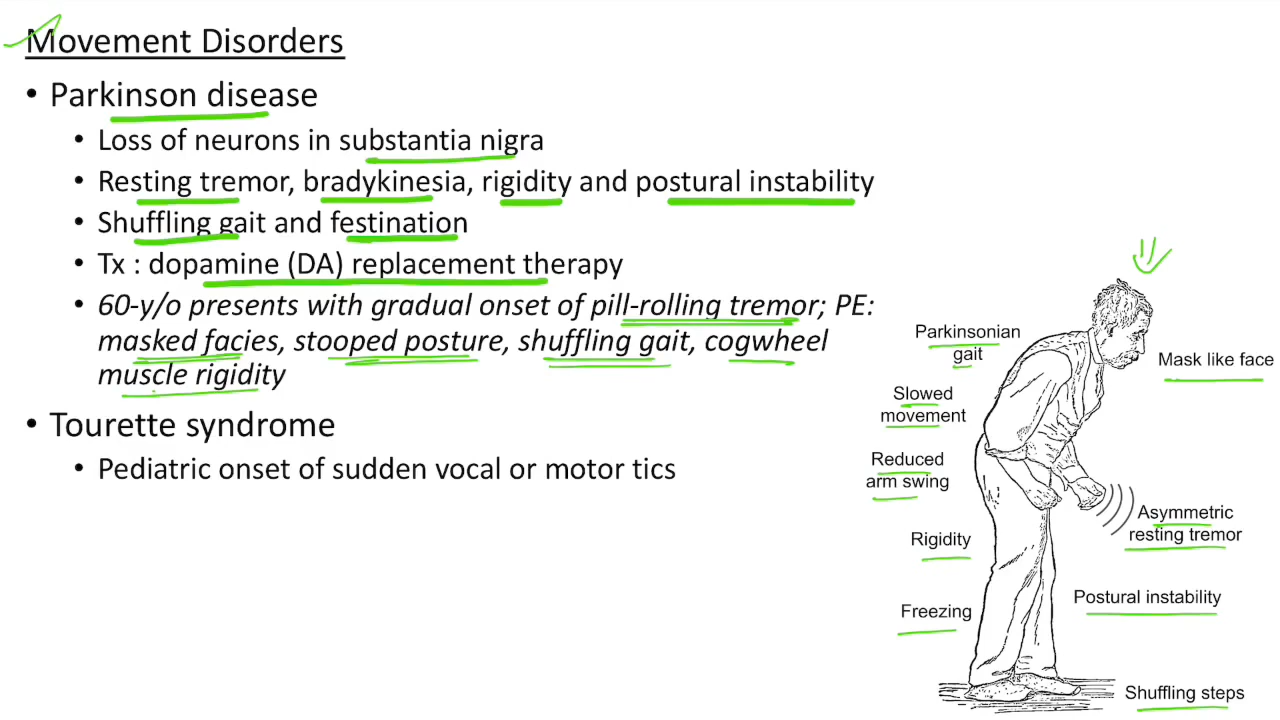 Movement Disorders
• Parkinson disease
• Loss of neurons in substantia nigra
• Resting tremor, bradykinesia, rigidity and postural instability
• Shuffling gait and festination
• Tx : dopamine (DA) replacement therapy
• 60-y/o presents with gradual onset of pill-rolling tremor; PE:
masked facies, stooped posture, shuffling gait, cogwheel
muscle rigidity
• Tourette syndrome
• Pediatric onset of sudden vocal or motor tics
Parkinsonian
gait
Mask like face
Slowed
movement
Reduced
arm swing
Asymmetric
resting tremor
Rigidity
Postural instability
Freezing
Shuffling steps